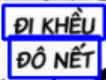 ĐI KHỀU
ĐÔ NẾT